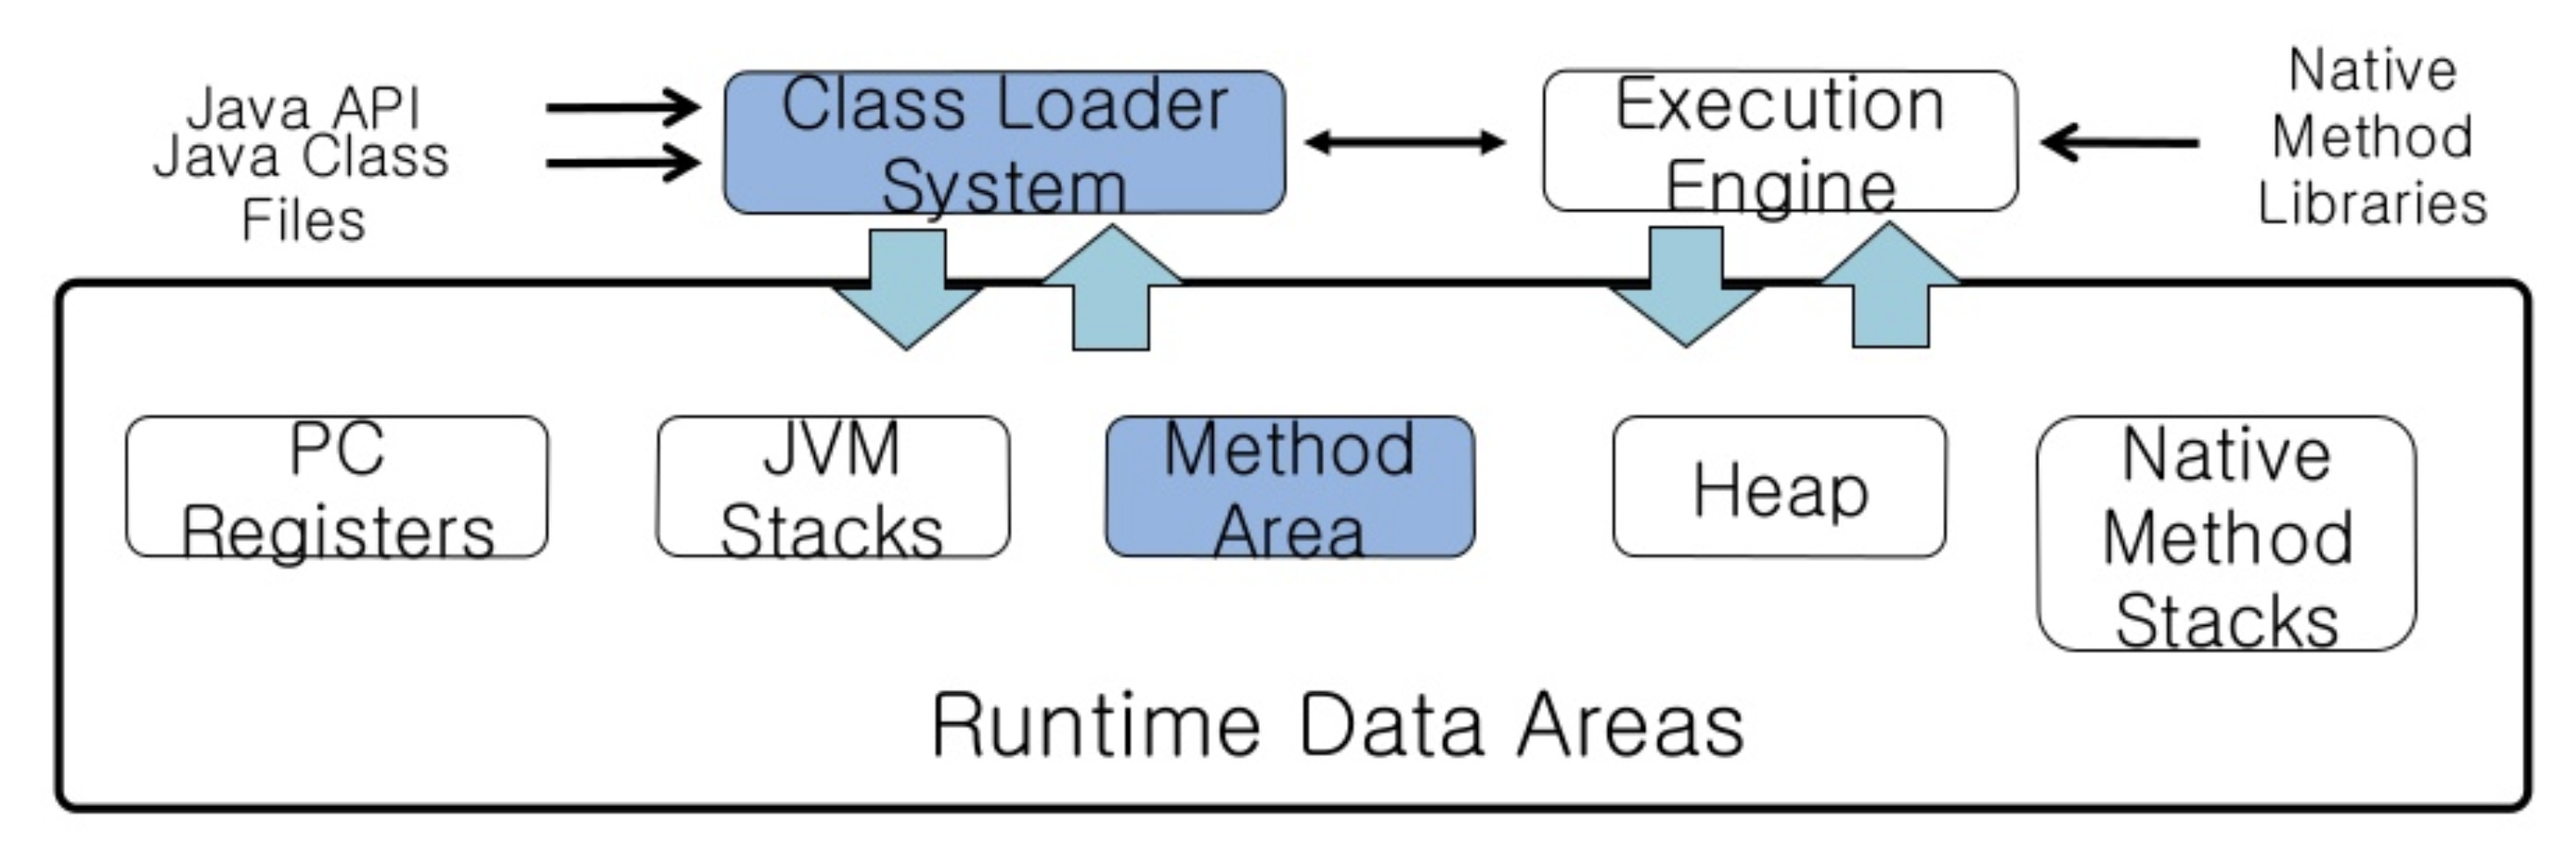 Java API
Java Class
Files
Class Loader
System
Execution
Engine
Native
Method
Libraries
PC
Registers
JVM
Stacks
Method
Area
Heap
Native
Method
Stacks
Runtime Data Areas